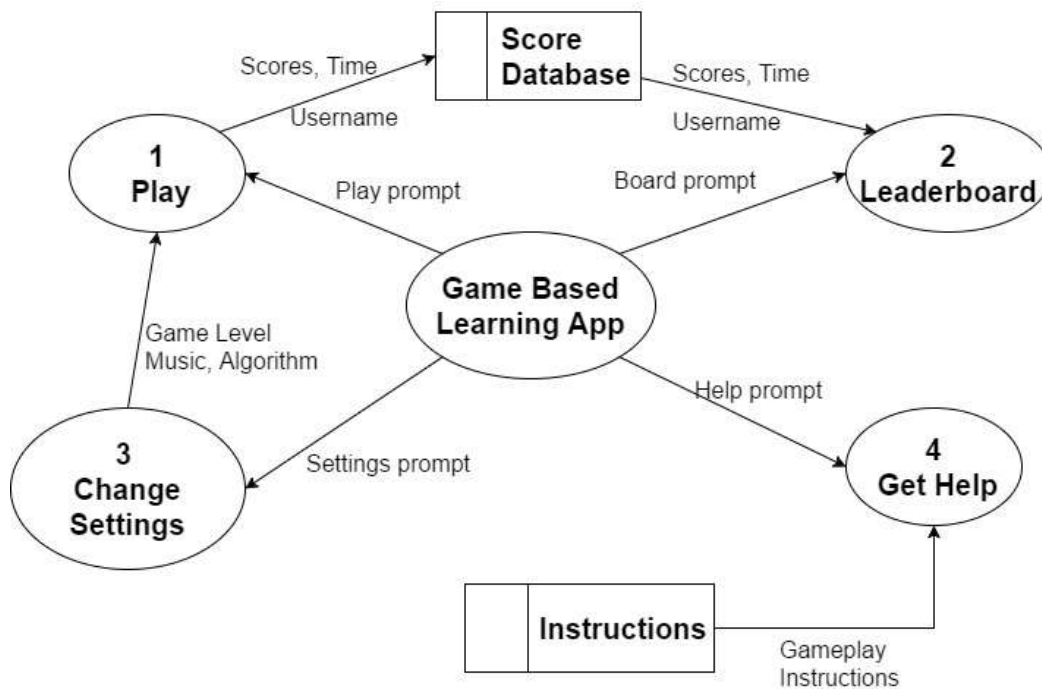 Score
Database
Scores, Time
Username
Scores, Time
Username
1
Play
2
Leaderboard
Play prompt
Board prompt
Game Based
Learning App
Game Level
Music, Algorithm
Help prompt
3
Change
Settings
Settings prompt
4
Get Help
Instructions
Gameplay
Instructions